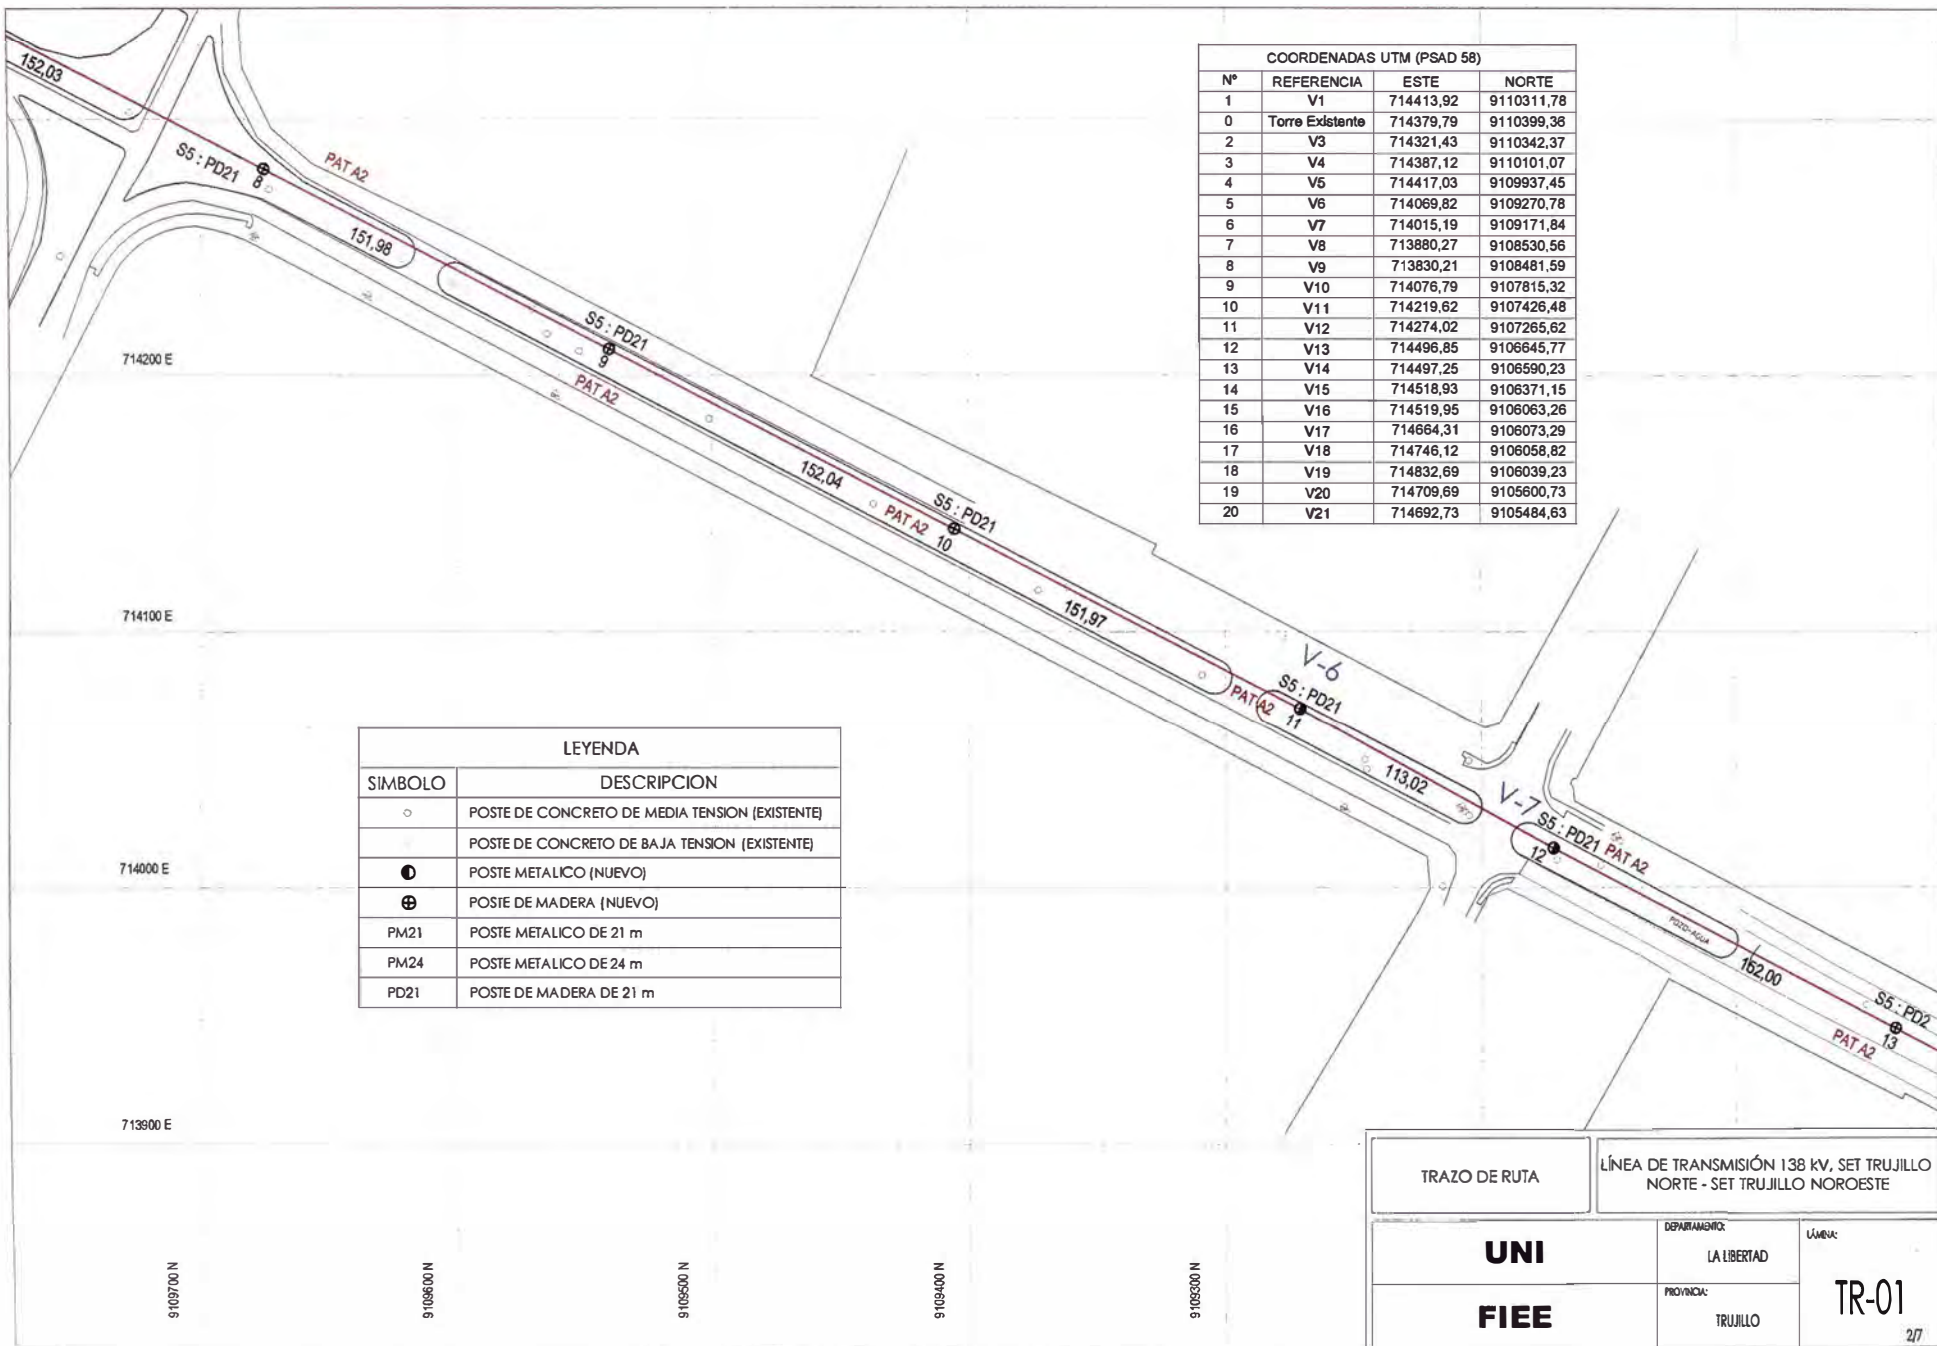 COORDENADAS UTM (PSAD 58)
Nº REFERENCIA ESTE NORTE
1 V1 714413,92 9110311,78
0 Torre Existente 714379,79 9110399,36
2 V3 714321,43 9110342,37
3 V4 714387,12 9110101,07
4 V5 714417,03 9109937,45
5 V6 714069,82 9109270,78
6 V7 714015,19 9109171,84
7 V8 713880,27 9108530,56
8 V9 713830,21 9108481,59
9 V10 714076,79 9107815,32
10 V11 714219,62 9107426,48
11 V12 714274,02 9107265,62
12 V13 714496,85 9106645,77
13 V14 714497,25 9106590,23
14 V15 714518,93 9106371,15
15 V16 714519,95 9106063,26
16 V17 714664,31 9106073,29
17 V18 714746,12 9106058,82
18 V19 714832,69 9106039,23
19 V20 714709,69 9105600,73
20 V21 714692,73 9105484,63
152,03
S5 : PD21
8
PAT A2
151,98
S5 : PD21
9
PAT A2
152,04
S5 : PD21
10
PAT A2
151,97
V-6
S5 : PD21
11
PAT A2
113,02
V-7
S5 : PD21
12
PAT A2
POZO-AGUA
152,00
S5 : PD2
13
PAT A2
714200 E
714100 E
714000 E
713900 E
9109700 N
9109600 N
9109500 N
9109400 N
9109300 N
LEYENDA
SIMBOLO DESCRIPCION
POSTE DE CONCRETO DE MEDIA TENSION (EXISTENTE)
POSTE DE CONCRETO DE BAJA TENSION (EXISTENTE)
POSTE METALICO (NUEVO)
POSTE DE MADERA (NUEVO)
PM21 POSTE METALICO DE 21 m
PM24 POSTE METALICO DE 24 m
PD21 POSTE DE MADERA DE 21 m
TRAZO DE RUTA
LÍNEA DE TRANSMISIÓN 138 KV, SET TRUJILLO
NORTE - SET TRUJILLO NOROESTE
UNI
FIEE
DEPARTAMENTO:
LA LIBERTAD
PROVINCIA:
TRUJILLO
LÁMINA:
TR-01
2/7